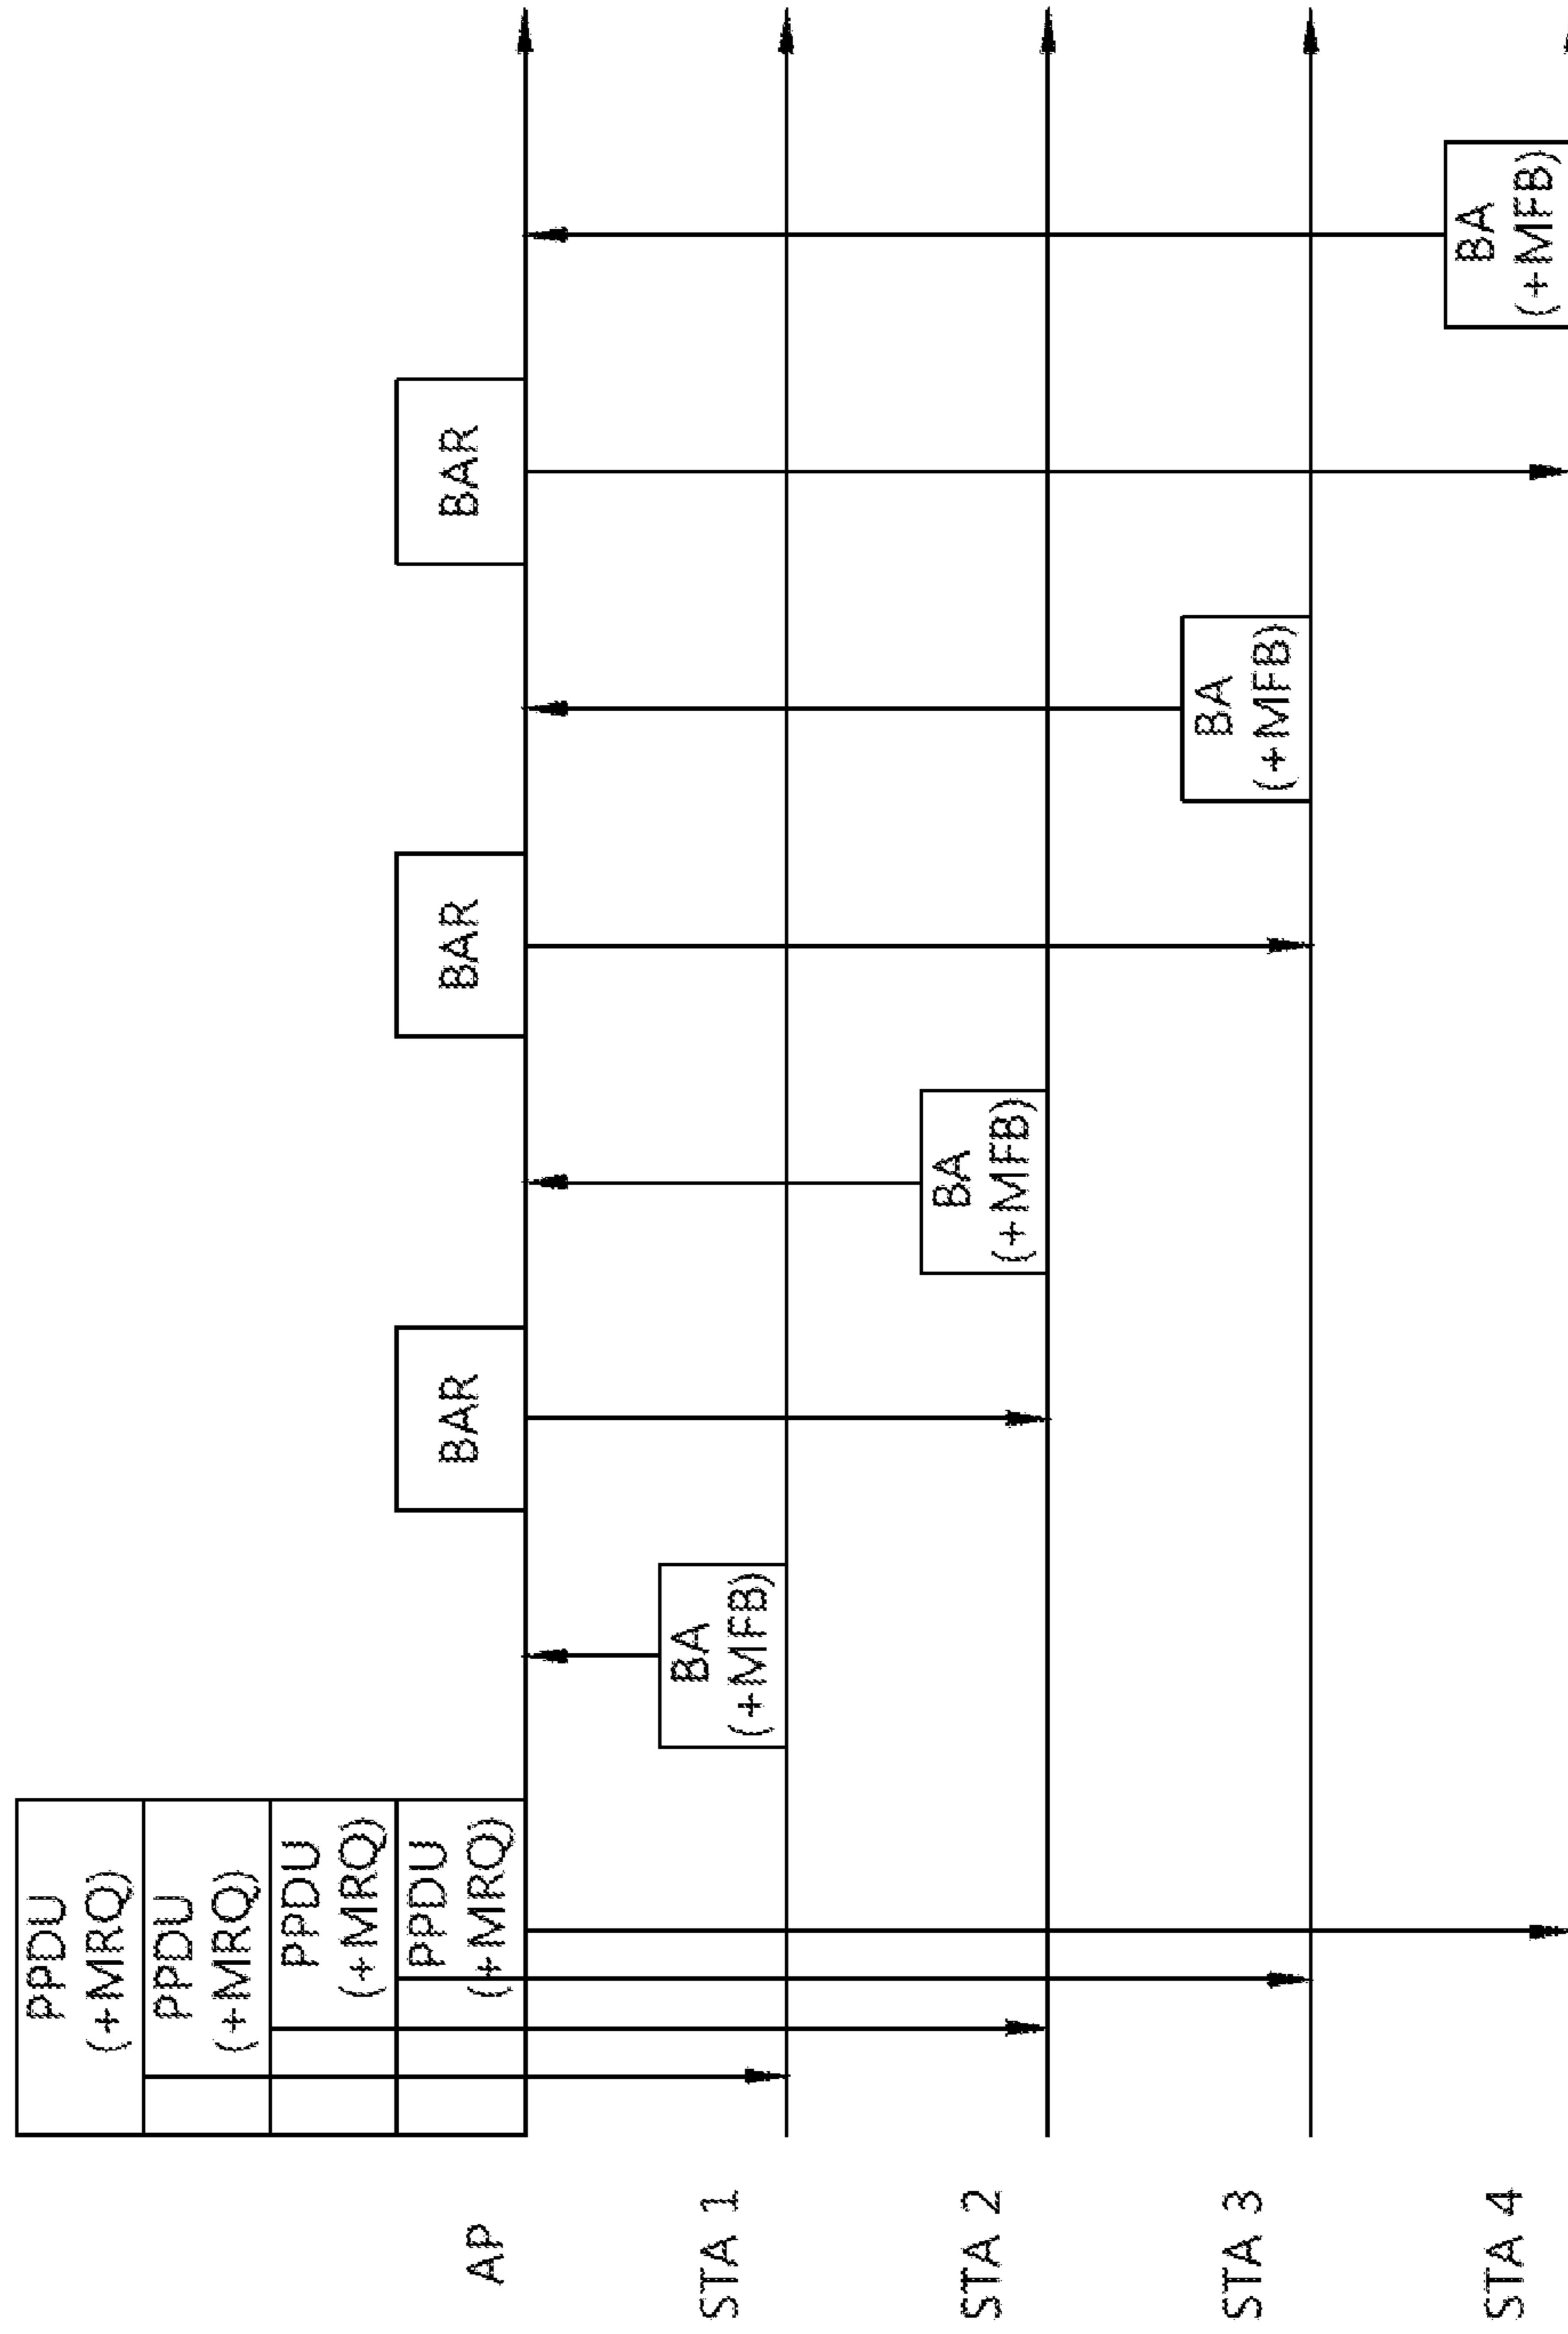 PPDU
(+MRQ)
PPDU
(+MRQ)
PPDU
(+MRQ)
PPDU
(+MRQ)
BAR
BAR
BAR
AP
BA
(+MFB)
STA 1
BA
(+MFB)
STA 2
BA
(+MFB)
STA 3
BA
(+MFB)
STA 4